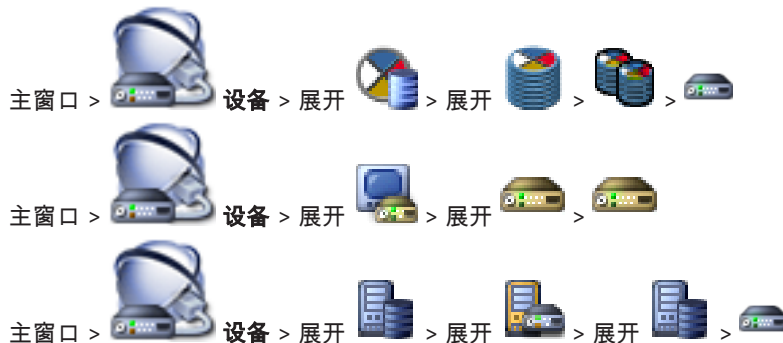 主窗口 > 设备 > 展开 > 展开 > >
主窗口 > 设备 > 展开 > 展开 >
主窗口 > 设备 > 展开 > 展开 > 展开 >